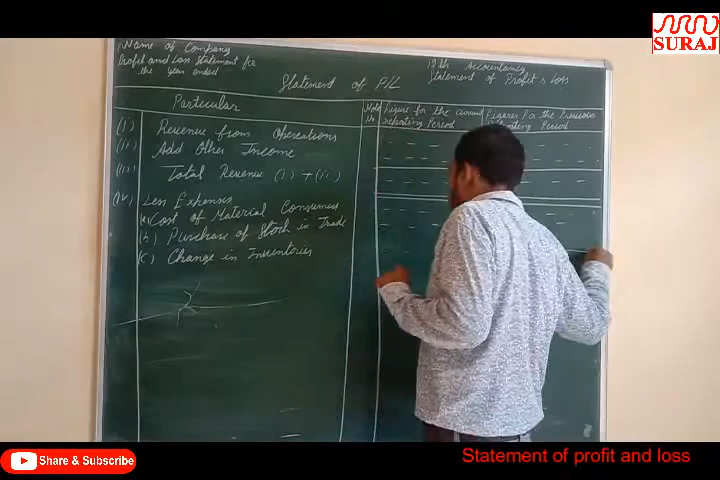 SURAJ
Name of Company
Profit and Loss Statement for
the year ended
12th Accountancy
Statement of Profit & Loss
Statement of P/L
Particular
Note No
Figure for the current reporting Period
Figures For the Previous Reporting Period
(i) Revenue from Operations
(ii) Add Other Income
(iii) Total Revenue (i) + (ii)
(iv) Less Expenses
(a) Cost of Material Consumed
(b) Purchase of Stock in Trade
(c) Change in Inventories
Share & Subscribe
Statement of profit and loss